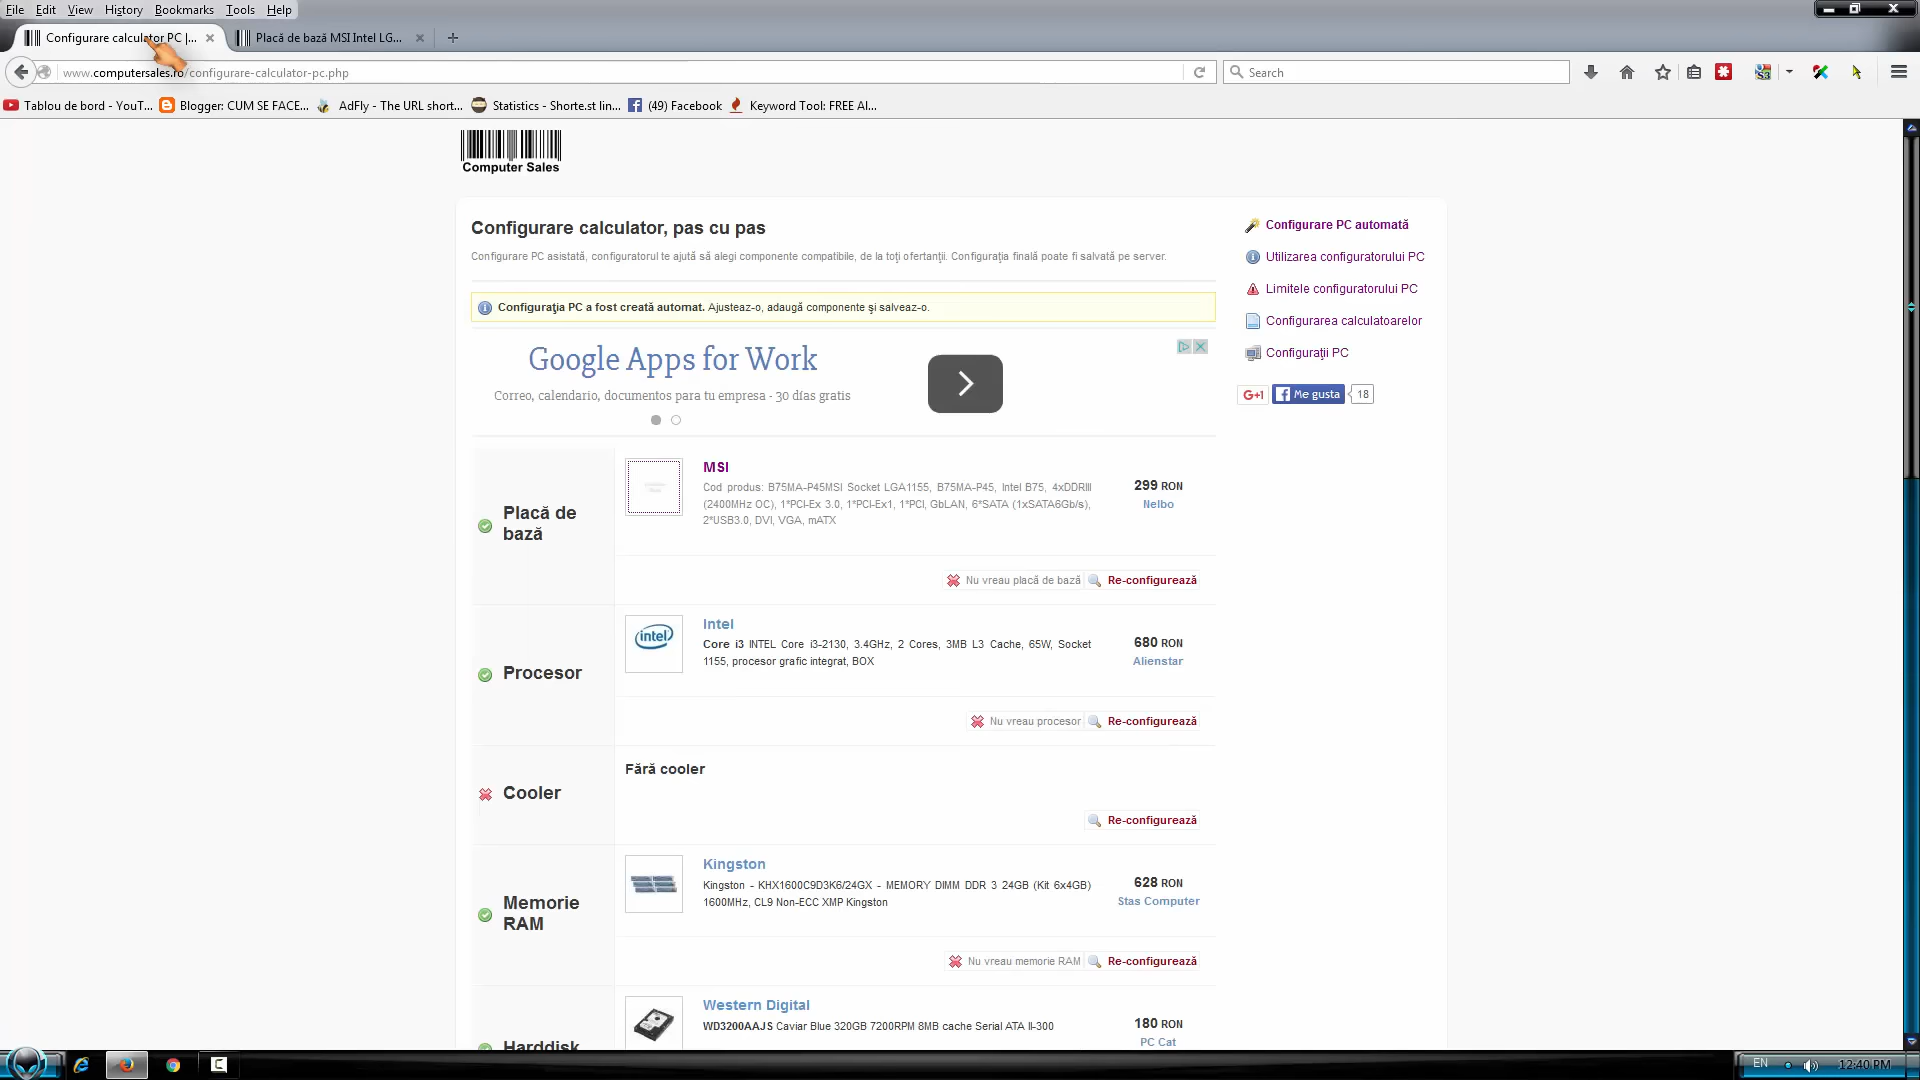 File Edit View History Bookmarks Tools Help
Configurare calculator PC |...
Placă de bază MSI Intel LG...
www.computersales.ro/configurare-calculator-pc.php
Search
Tablou de bord - YouT...
Blogger: CUM SE FACE...
AdFly - The URL short...
Statistics - Shorte.st lin...
(49) Facebook
Keyword Tool: FREE Al...
Computer Sales
Configurare calculator, pas cu pas
Configurare PC asistată, configuratorul te ajută să alegi componente compatibile, de la toți ofertanții. Configurația finală poate fi salvată pe server.
Configuraţia PC a fost creată automat. Ajusteaz-o, adaugă componente şi salveaz-o.
Google Apps for Work
Correo, calendario, documentos para tu empresa - 30 días gratis
Configurare PC automată
Utilizarea configuratorului PC
Limitele configuratorului PC
Configurarea calculatoarelor
Configuraţii PC
G+1
Me gusta
18
Placă de
bază
MSI
Cod produs: B75MA-P45MSI Socket LGA1155, B75MA-P45, Intel B75, 4xDDRIII
(2400MHz OC), 1*PCI-Ex 3.0, 1*PCI-Ex1, 1*PCI, GbLAN, 6*SATA (1xSATA6Gb/s),
2*USB3.0, DVI, VGA, mATX
299 RON
Nelbo
Nu vreau placă de bază
Re-configurează
Procesor
Intel
Core i3 INTEL Core i3-2130, 3.4GHz, 2 Cores, 3MB L3 Cache, 65W, Socket
1155, procesor grafic integrat, BOX
680 RON
Alienstar
Nu vreau procesor
Re-configurează
Cooler
Fără cooler
Re-configurează
Memorie
RAM
Kingston
Kingston - KHX1600C9D3K6/24GX - MEMORY DIMM DDR 3 24GB (Kit 6x4GB)
1600MHz, CL9 Non-ECC XMP Kingston
628 RON
Stas Computer
Nu vreau memorie RAM
Re-configurează
Harddisk
Western Digital
WD3200AAJS Caviar Blue 320GB 7200RPM 8MB cache Serial ATA II-300
180 RON
PC Cat
EN
12:40 PM